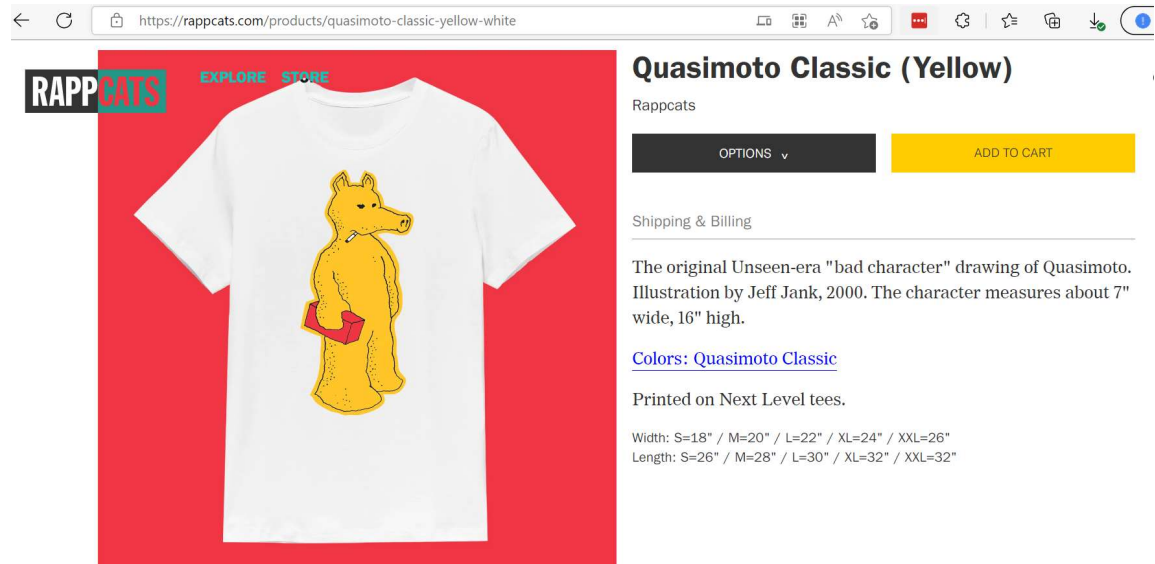 https://rappcats.com/products/quasimoto-classic-yellow-white
RAPPCATS
EXPLORE STORE
Quasimoto Classic (Yellow)
Rappcats
OPTIONS v
ADD TO CART
Shipping & Billing
The original Unseen-era "bad character" drawing of Quasimoto.
Illustration by Jeff Jank, 2000. The character measures about 7"
wide, 16" high.
Colors: Quasimoto Classic
Printed on Next Level tees.
Width: S=18" / M=20" / L=22" / XL=24" / XXL=26"
Length: S=26" / M=28" / L=30" / XL=32" / XXL=32"